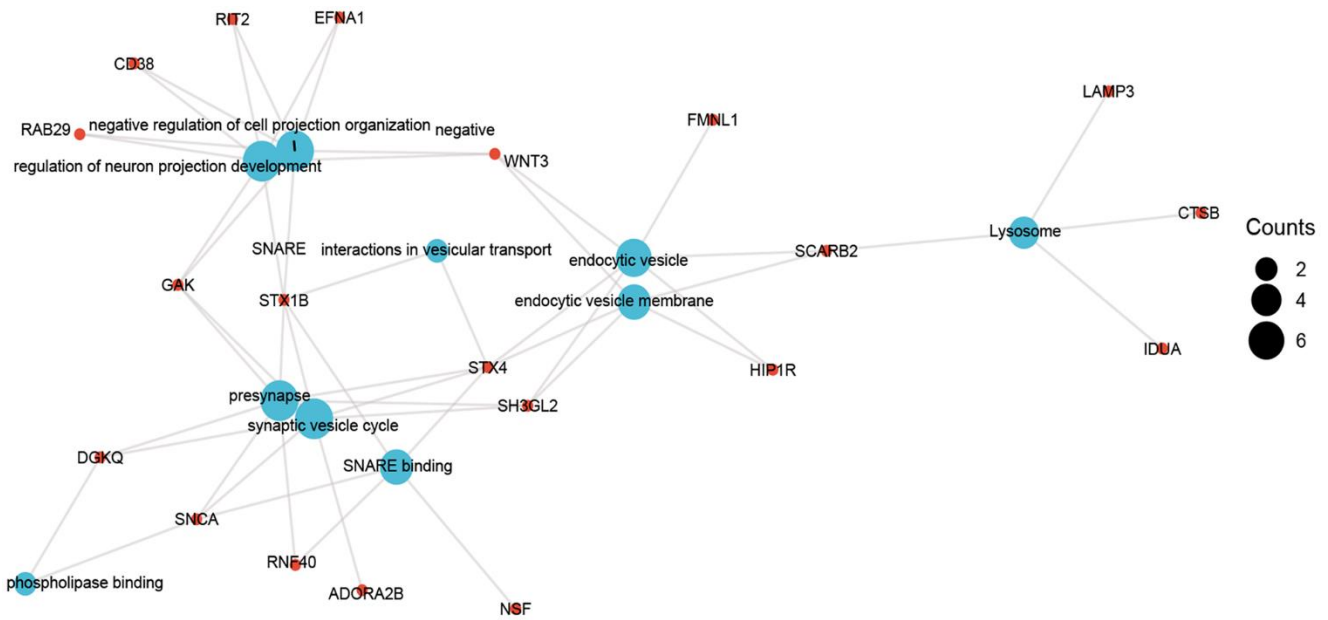 RIT2
EFNA1
CD38
LAMP3
FMNL1
RAB29
negative regulation of cell projection organization
negative
WNT3
regulation of neuron projection development
CTSB
Lysosome
Counts
SNARE
interactions in vesicular transport
SCARB2
endocytic vesicle
2
GAK
STX1B
endocytic vesicle membrane
4
6
IDUA
STX4
HIP1R
presynapse
SH3GL2
synaptic vesicle cycle
DGKQ
SNARE binding
SNCA
RNF40
phospholipase binding
ADORA2B
NSF